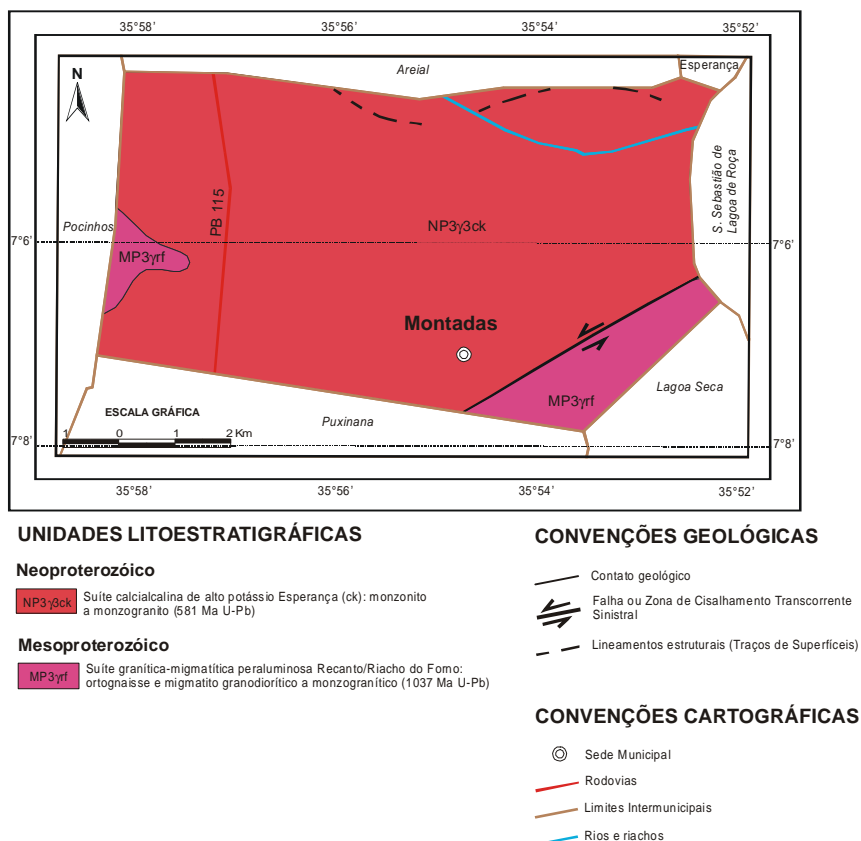 35°58’ 35°56’ 35°54’ 35°52’
Areial
Esperança
N
PB 115
S. Sebastião de
Lagoa de Roça
Pocinhos
NP3γ3ck
7°6’ 7°6’
MP3γrf
Montadas
MP3γrf
Lagoa Seca
ESCALA GRÁFICA
Puxinana
1 0 1 2 Km
7°8’ 7°8’
35°58’ 35°56’ 35°54’ 35°52’
UNIDADES LITOESTRATIGRÁFICAS
Neoproterozóico
NP3γ3ck
Suíte calcialcalina de alto potássio Esperança (ck): monzonito
a monzogranito (581 Ma U-Pb)
Mesoproterozóico
MP3γrf
Suíte granítica-migmatítica peraluminosa Recanto/Riacho do Forno:
ortognaisse e migmatito granodiorítico a monzogranítico (1037 Ma U-Pb)
CONVENÇÕES GEOLÓGICAS
Contato geológico
Falha ou Zona de Cisalhamento Transcorrente
Sinistral
Lineamentos estruturais (Traços de Superfíceis)
CONVENÇÕES CARTOGRÁFICAS
Sede Municipal
Rodovias
Limites Intermunicipais
Rios e riachos